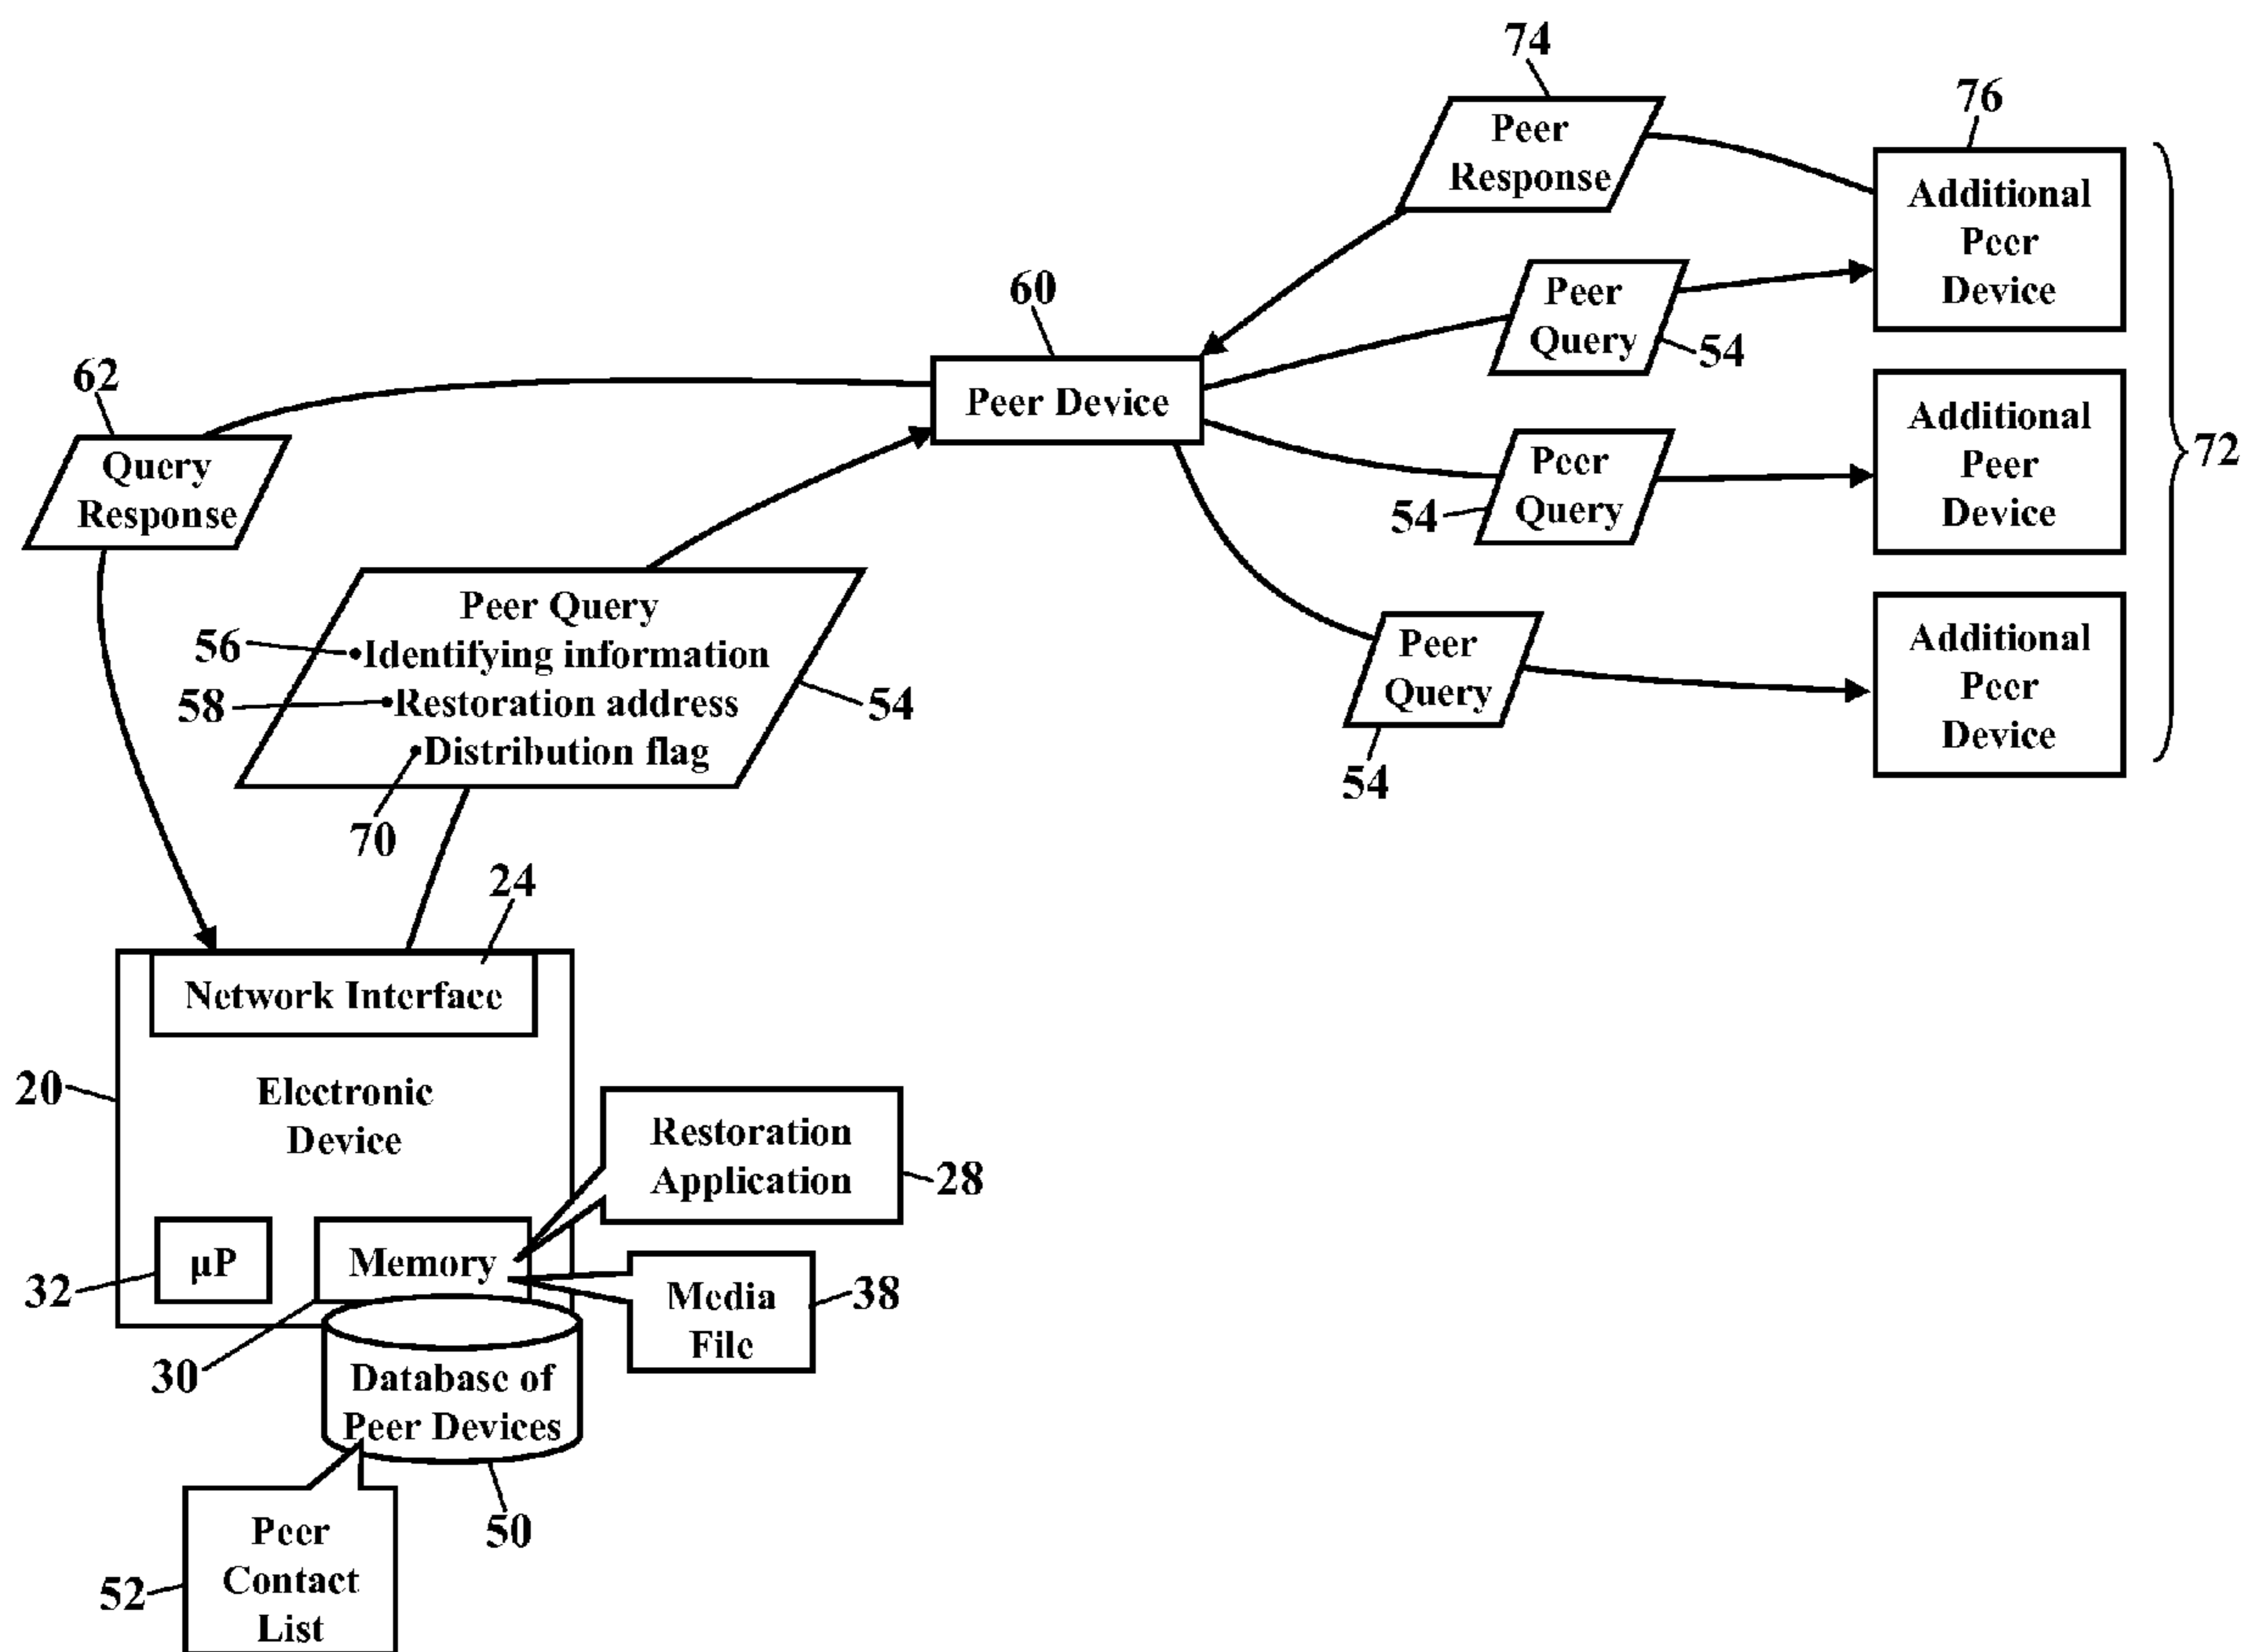 74
76
Peer
Response
Additional
Peer
Device
60
Peer
Query
54
62
Peer Device
Additional
Peer
Device
72
Query
Response
Peer
Query
54
Peer Query
56
•Identifying information
58
•Restoration address
54
•Distribution flag
70
Peer
Query
54
Additional
Peer
Device
24
Network Interface
20
Electronic
Device
Restoration
Application
28
µP
32
Memory
30
Media
File
38
Database of
Peer Devices
50
Peer
Contact
List
52